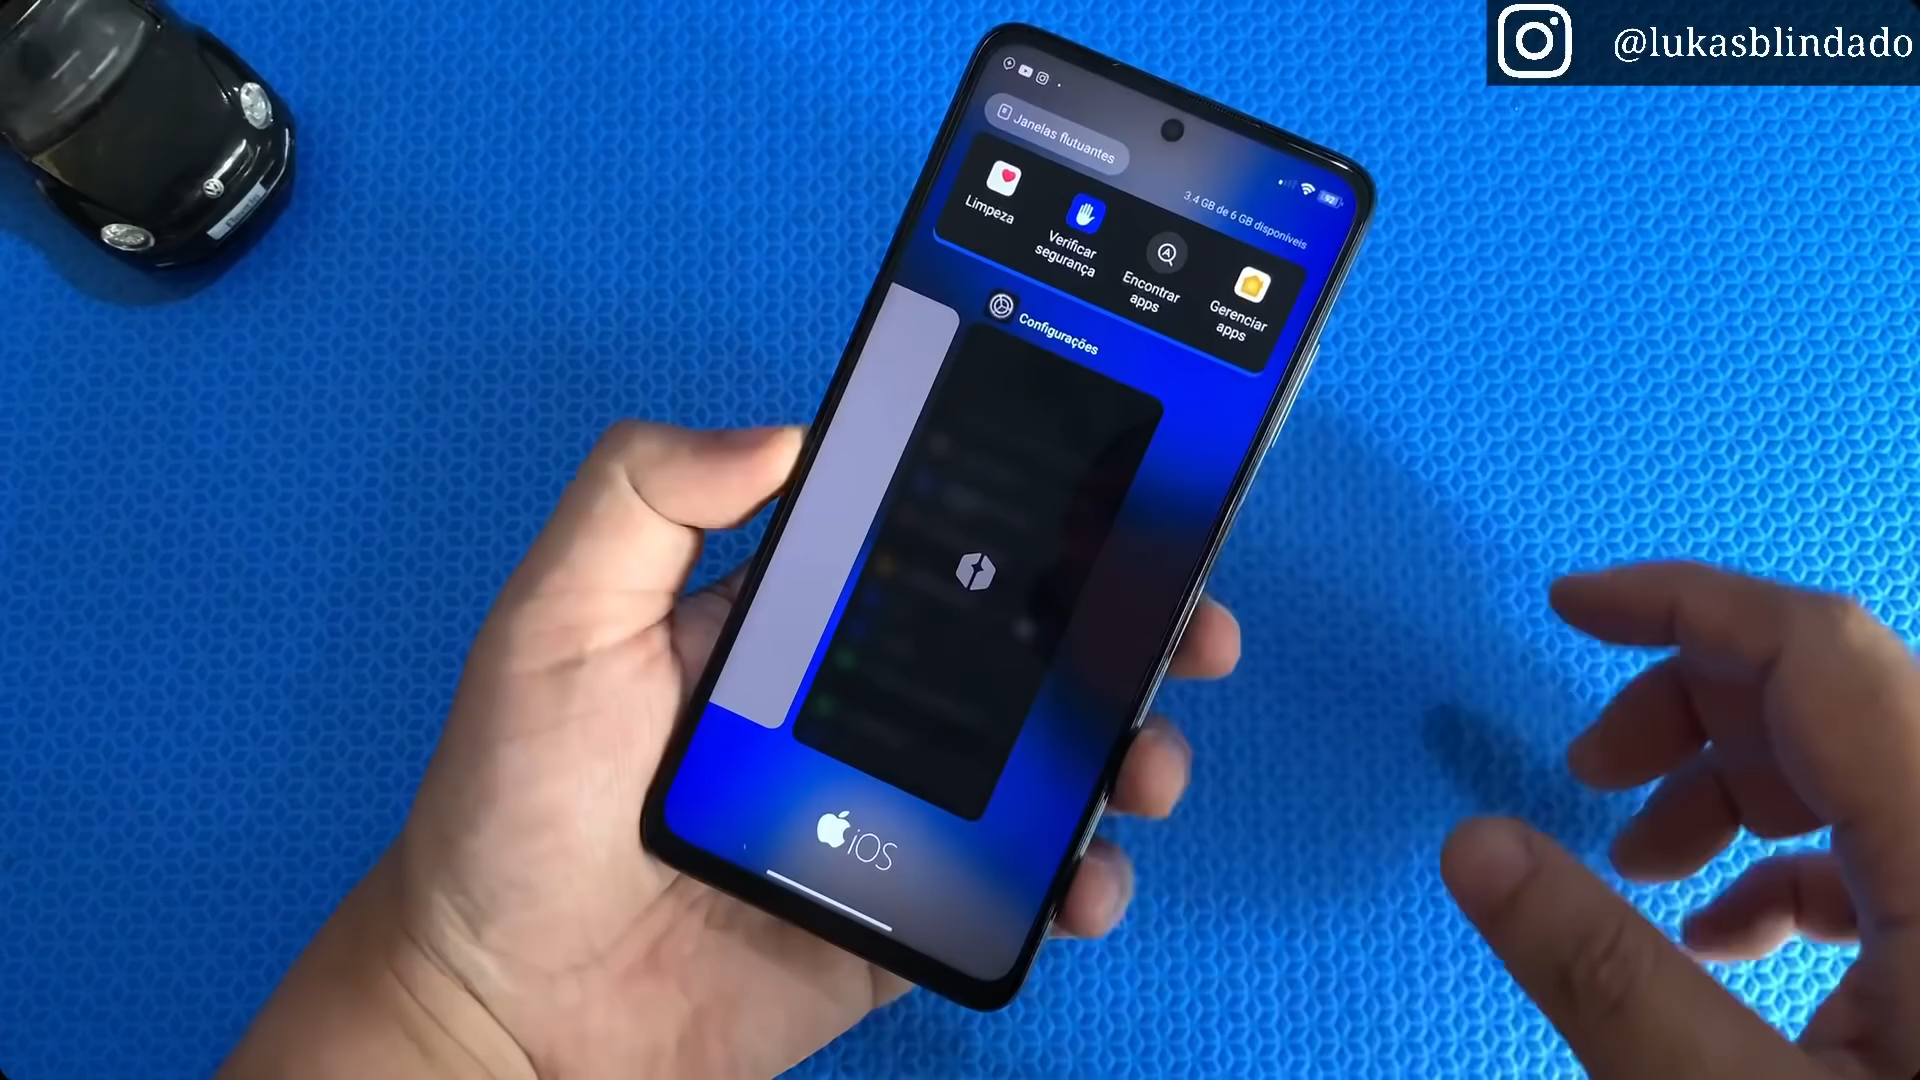 @lukasblindado
Janelas flutuantes
92
3.4 GB de 6 GB disponíveis
Limpeza
Verificar
segurança
Encontrar
apps
Gerenciar
apps
Configurações
iOS